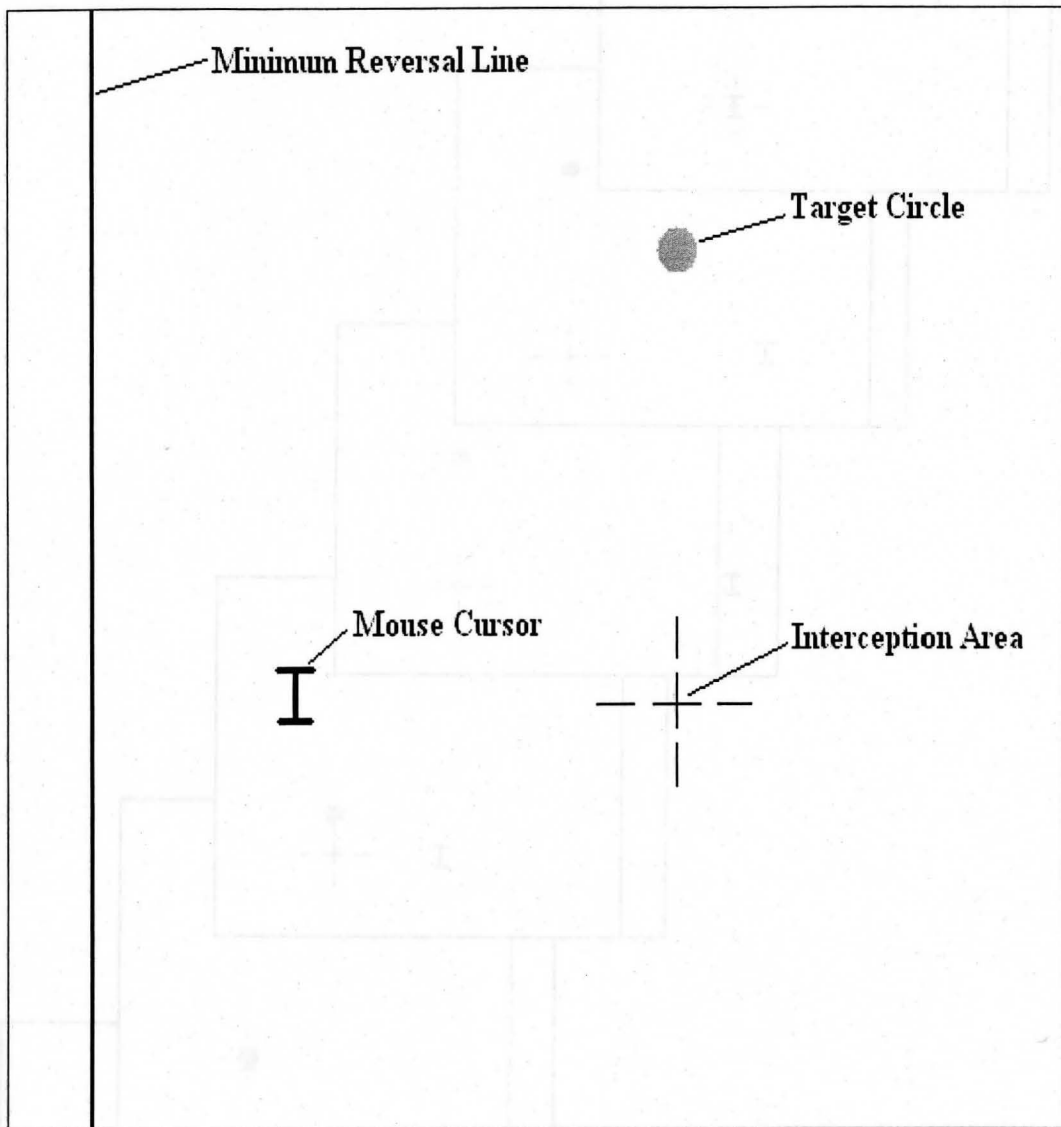 Minimum Reversal Line
Target Circle
Mouse Cursor
Interception Area